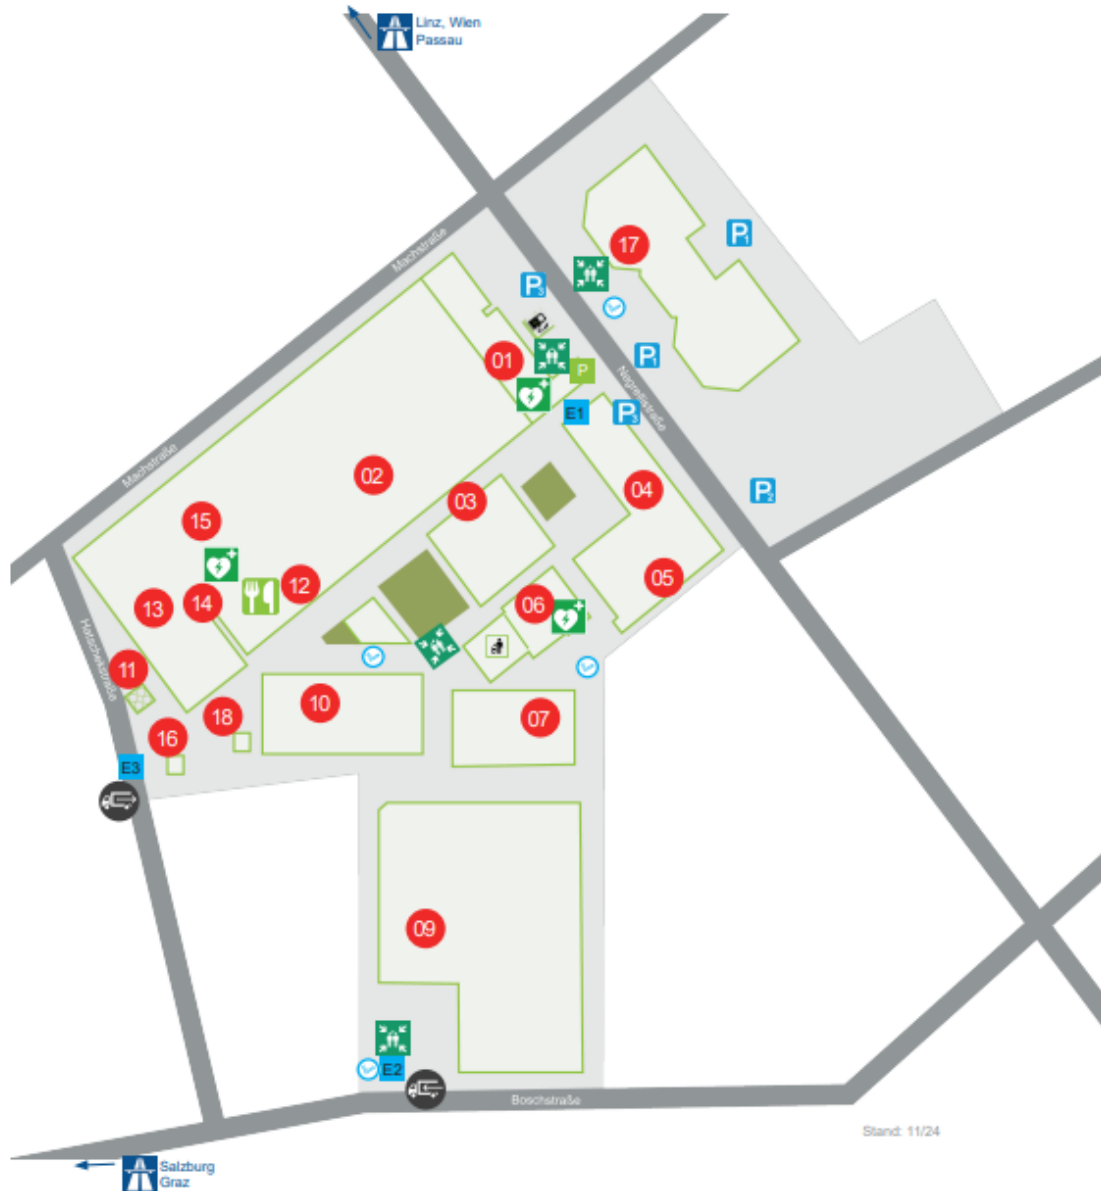 Linz, Wien
Passau
Machstraße
17
P1
P3
01
P
P1
Negrellistraße
E1
P3
Machstraße
02
03
04
P2
15
12
05
13
14
06
Hatschekstraße
11
10
18
07
16
E3
09
E2
Boschstraße
Stand: 11/24
Salzburg
Graz